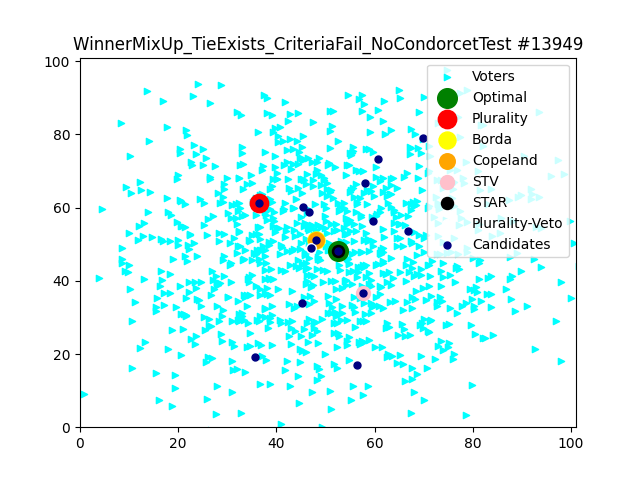 WinnerMixUp_TieExists_CriteriaFail_NoCondorcetTest #13949
100
80
60
40
20
0
0 20 40 60 80 100
Voters
Optimal
Plurality
Borda
Copeland
STV
STAR
Plurality-Veto
Candidates